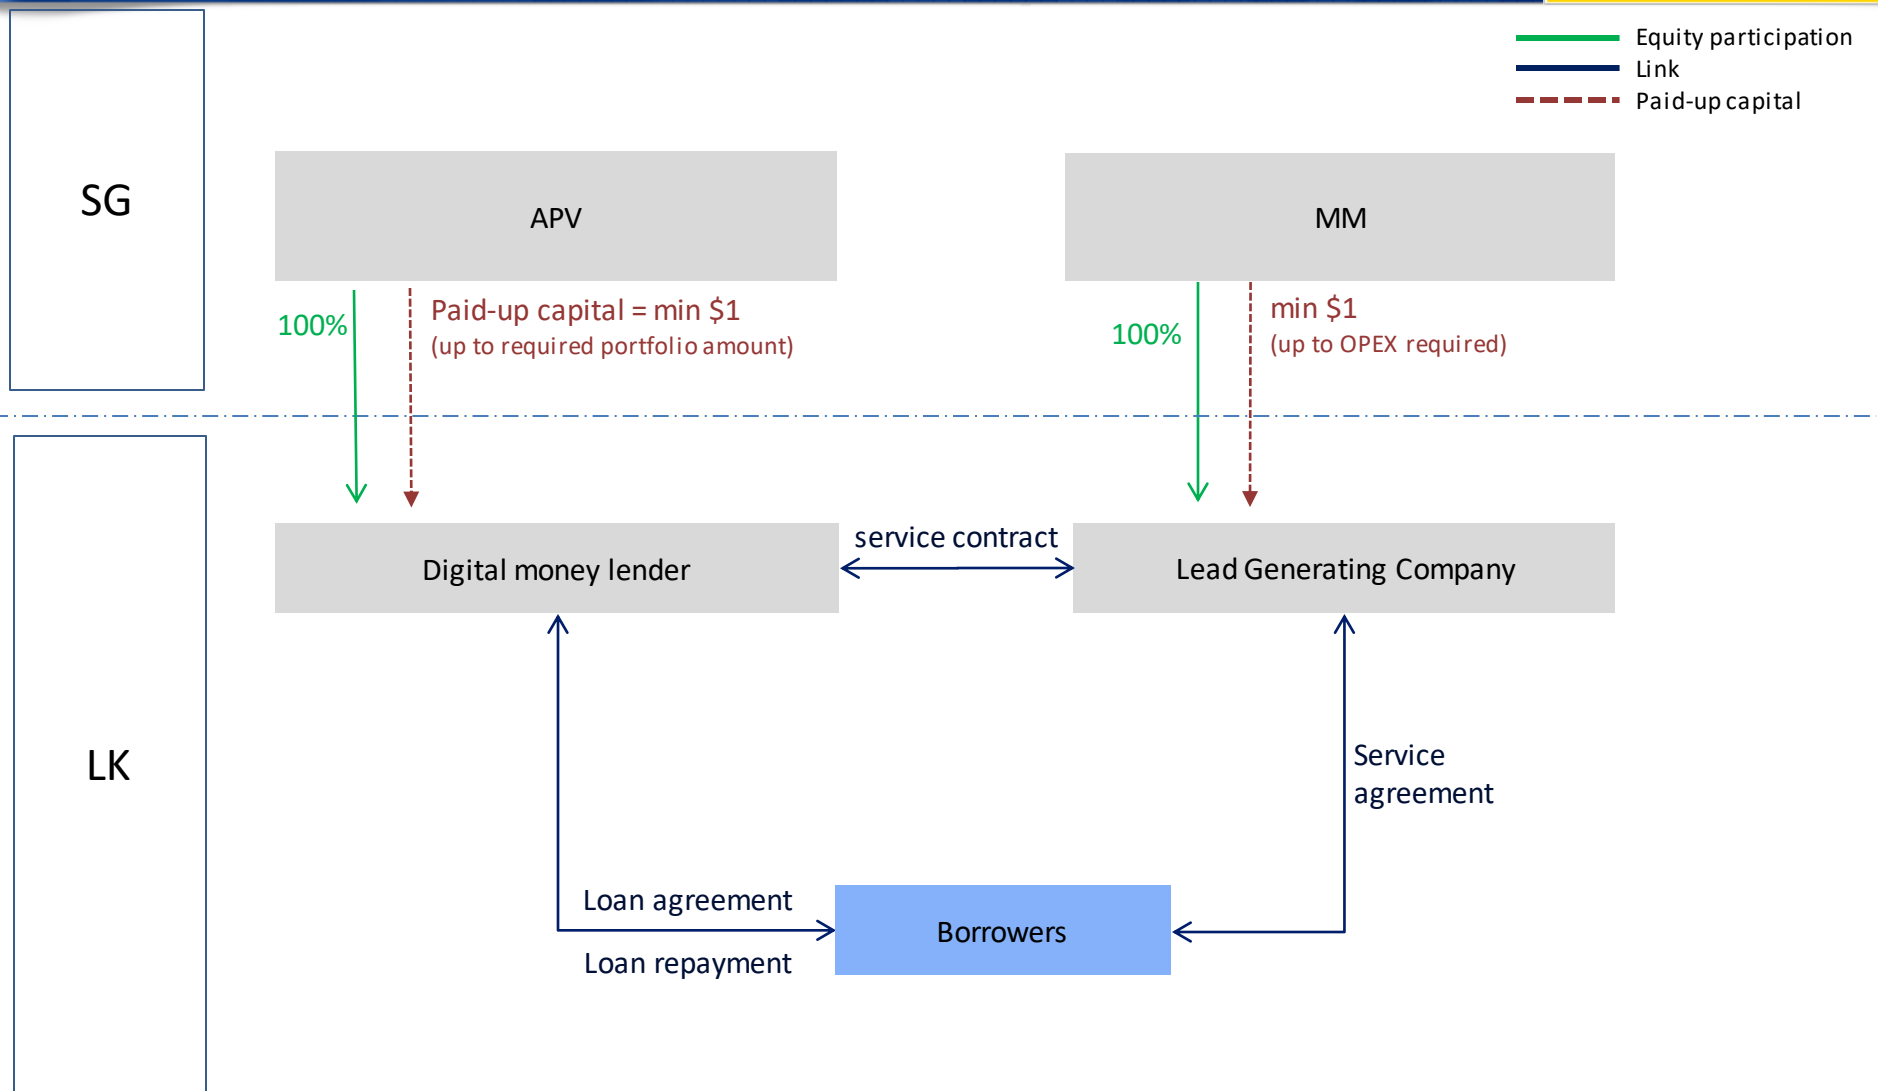 Equity participation
Link
Paid-up capital
SG
APV
MM
100%
Paid-up capital = min $1
(up to required portfolio amount)
100%
min $1
(up to OPEX required)
LK
Digital money lender
service contract
Lead Generating Company
Service
agreement
Loan agreement
Borrowers
Loan repayment